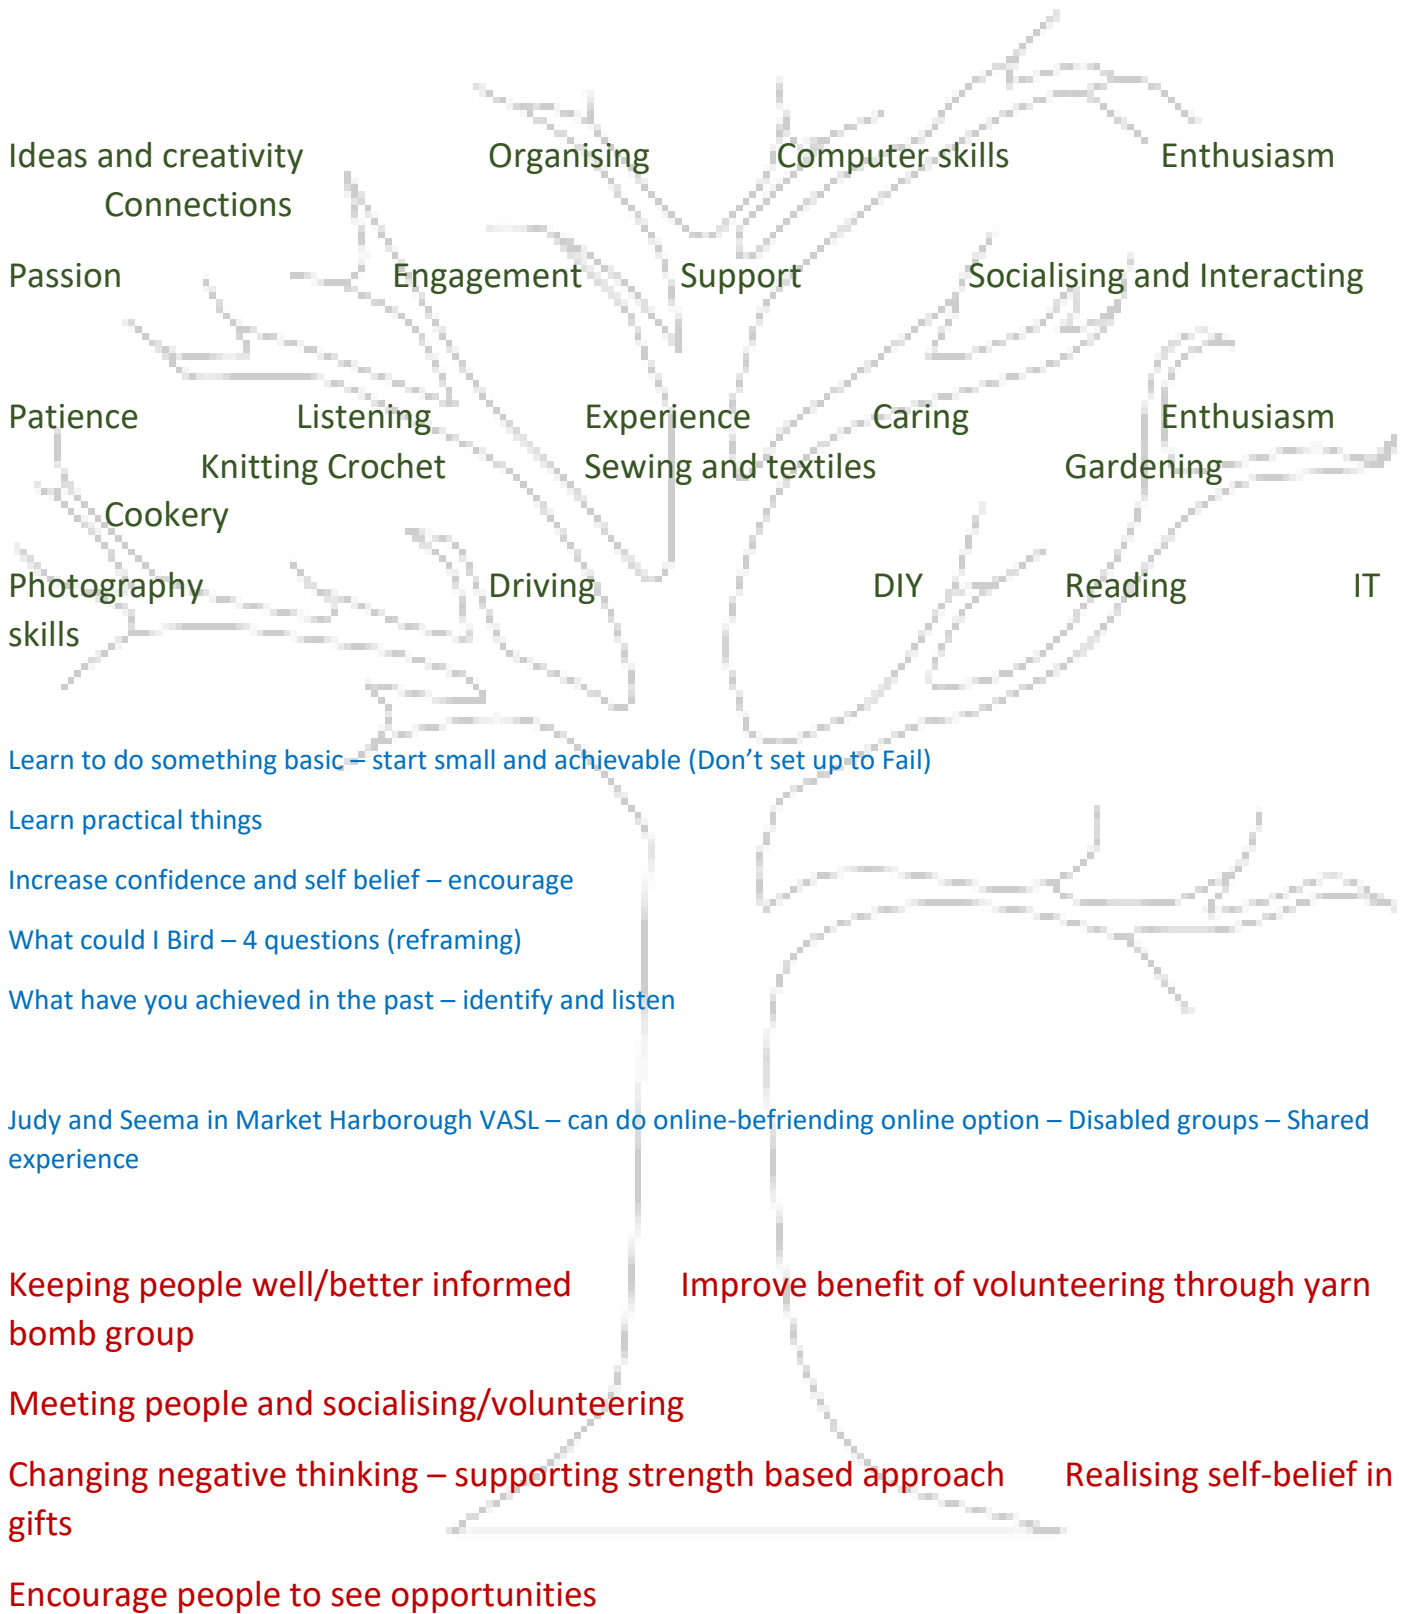 Ideas and creativity Organising Computer skills Enthusiasm
Connections
Passion Engagement Support Socialising and Interacting
Patience Listening Experience Caring Enthusiasm
Knitting Crochet Sewing and textiles Gardening
Cookery
Photography Driving DIY Reading IT
skills
Learn to do something basic – start small and achievable (Don’t set up to Fail)
Learn practical things
Increase confidence and self belief – encourage
What could I Bird – 4 questions (reframing)
What have you achieved in the past – identify and listen
Judy and Seema in Market Harborough VASL – can do online-befriending online option – Disabled groups – Shared
experience
Keeping people well/better informed Improve benefit of volunteering through yarn
bomb group
Meeting people and socialising/volunteering
Changing negative thinking – supporting strength based approach Realising self-belief in
gifts
Encourage people to see opportunities